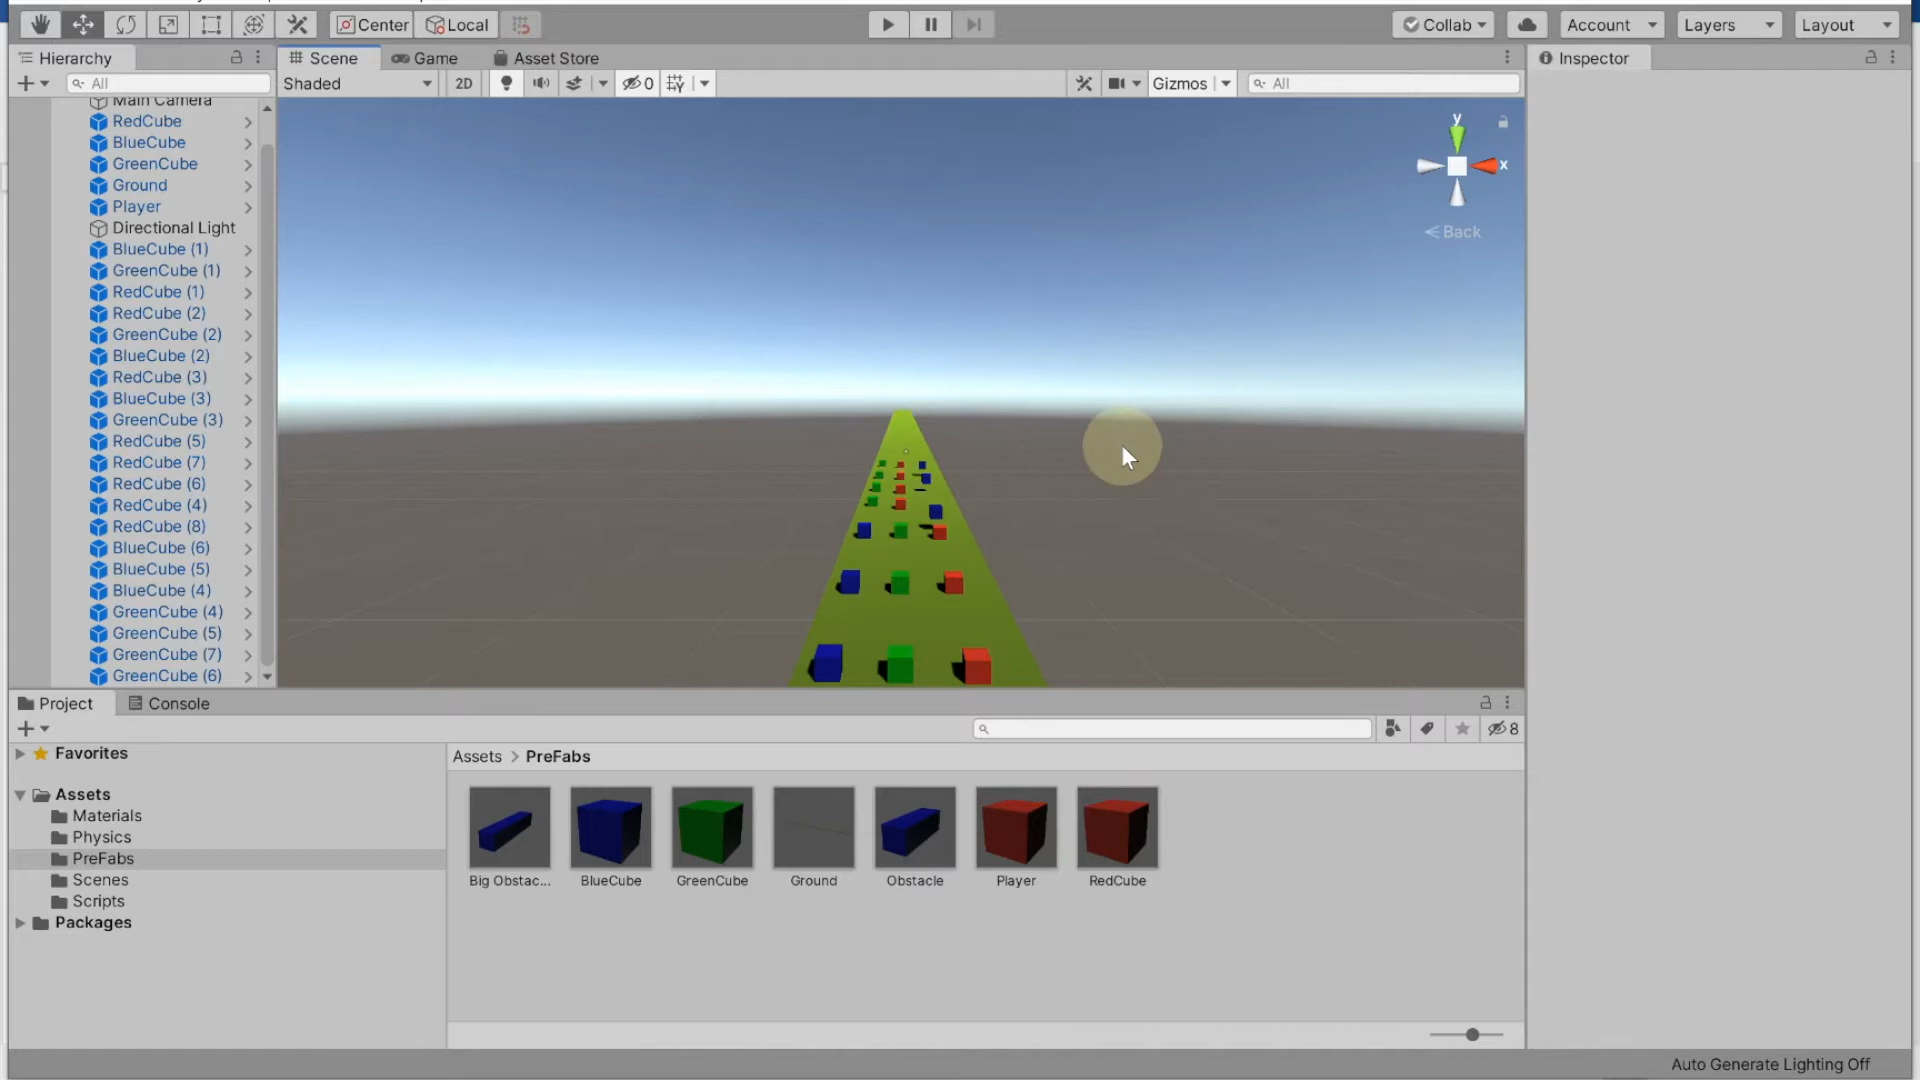 Center Local Collab Account Layers Layout
Hierarchy Scene Game Asset Store Inspector
All Shaded 2D 0 Gizmos All
Main Camera
RedCube
BlueCube
GreenCube
Ground
Player
Directional Light
BlueCube (1)
GreenCube (1)
RedCube (1)
RedCube (2)
GreenCube (2)
BlueCube (2)
RedCube (3)
BlueCube (3)
GreenCube (3)
RedCube (5)
RedCube (7)
RedCube (6)
RedCube (4)
RedCube (8)
BlueCube (6)
BlueCube (5)
BlueCube (4)
GreenCube (4)
GreenCube (5)
GreenCube (7)
GreenCube (6)
y
x
Back
Project Console
8
Favorites
Assets
Materials
Physics
PreFabs
Scenes
Scripts
Packages
Assets > PreFabs
Big Obstac... BlueCube GreenCube Ground Obstacle Player RedCube
Auto Generate Lighting Off